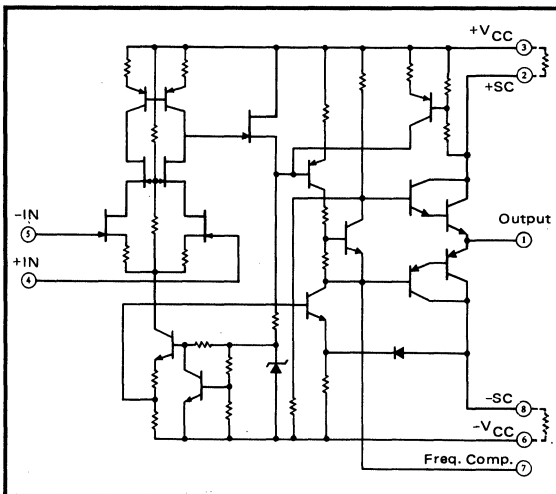 +VCC
3
2
+SC
-IN
5
+IN
4
Output
1
-SC
8
-VCC
6
Freq. Comp.
7